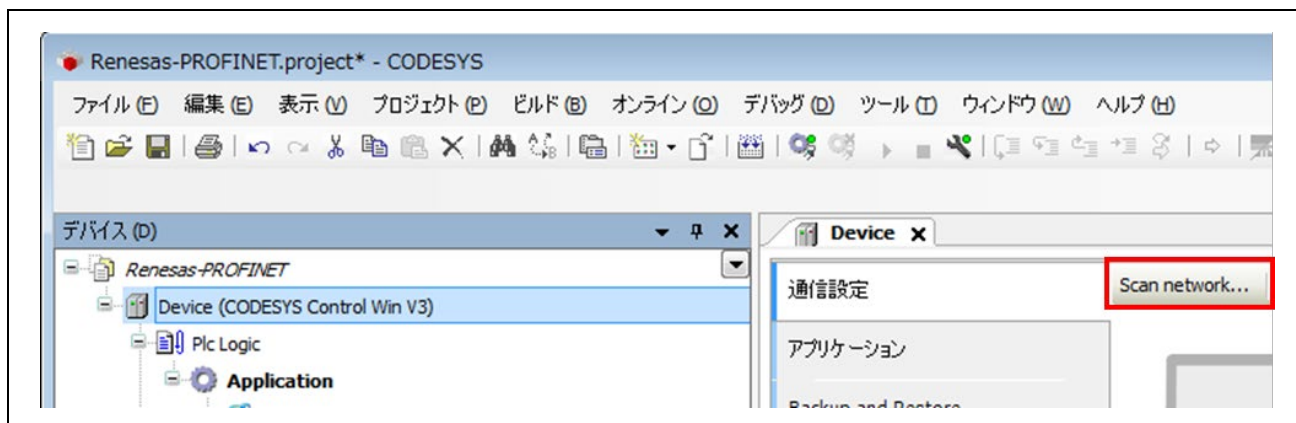 Renesas-PROFINET.project* - CODESYS
ファイル(F) 編集(E) 表示(V) プロジェクト(P) ビルド(B) オンライン(O) デバッグ(D) ツール(T) ウィンドウ(W) ヘルプ(H)
デバイス(D)
Renesas-PROFINET
Device (CODESYS Control Win V3)
Plc Logic
Application
Device
通信設定
Scan network...
アプリケーション
Backup and Restore